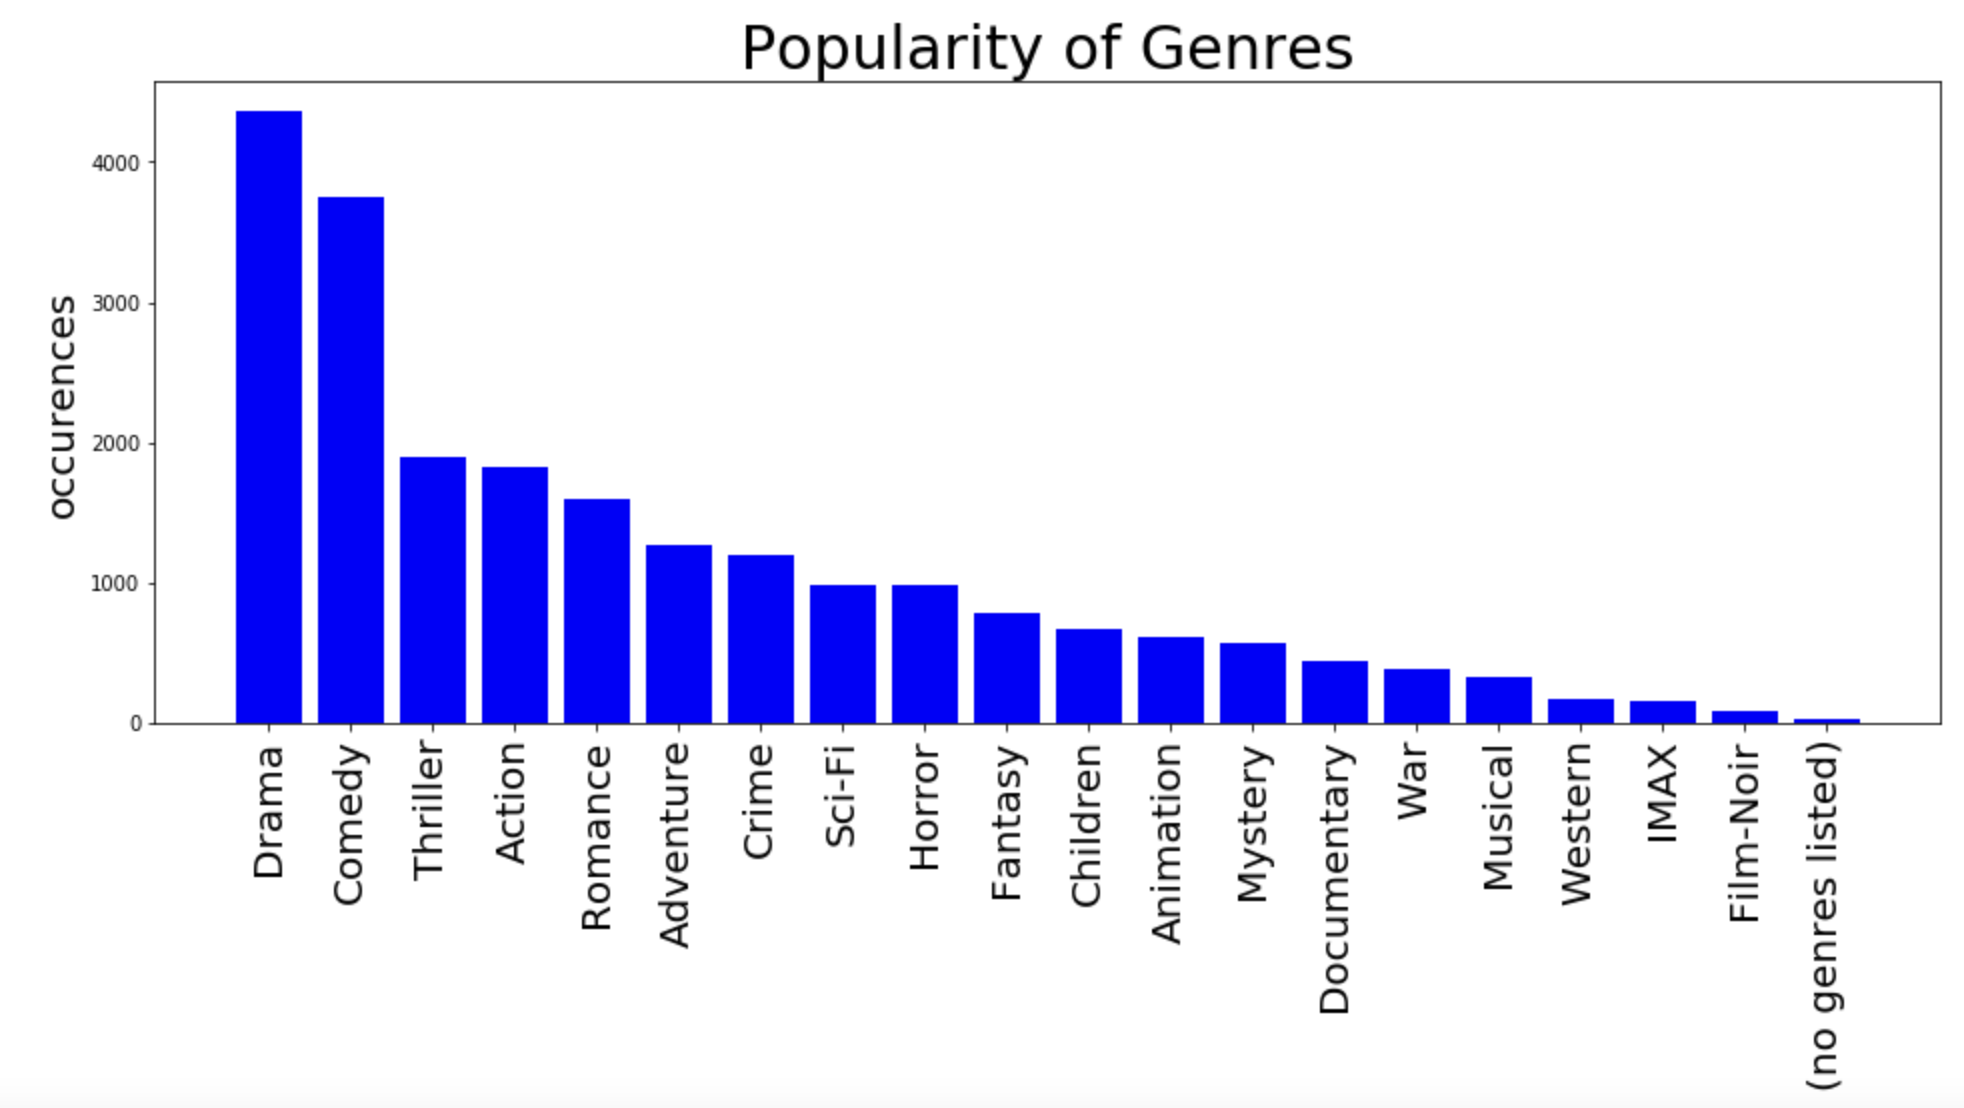 Popularity of Genres
occurences
4000
3000
2000
1000
0
Drama
Comedy
Thriller
Action
Romance
Adventure
Crime
Sci-Fi
Horror
Fantasy
Children
Animation
Mystery
Documentary
War
Musical
Western
IMAX
Film-Noir
(no genres listed)